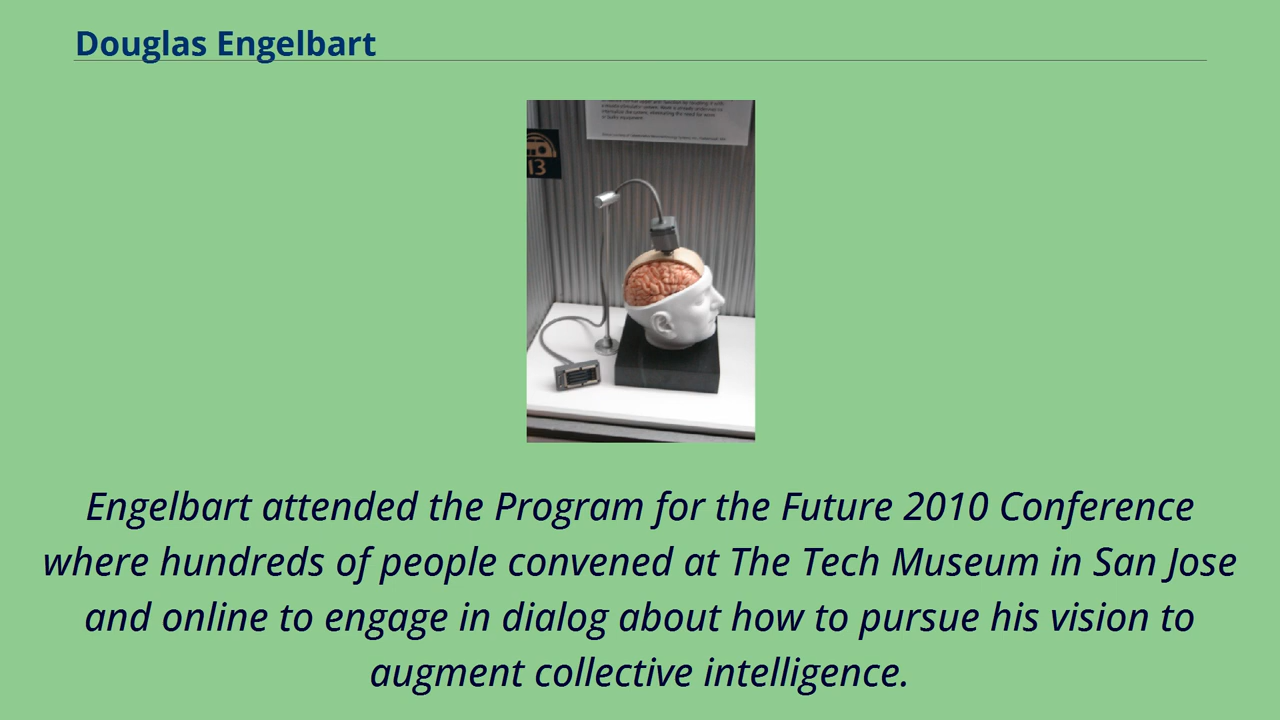 Douglas Engelbart
13
Engelbart attended the Program for the Future 2010 Conference
where hundreds of people convened at The Tech Museum in San Jose
and online to engage in dialog about how to pursue his vision to
augment collective intelligence.